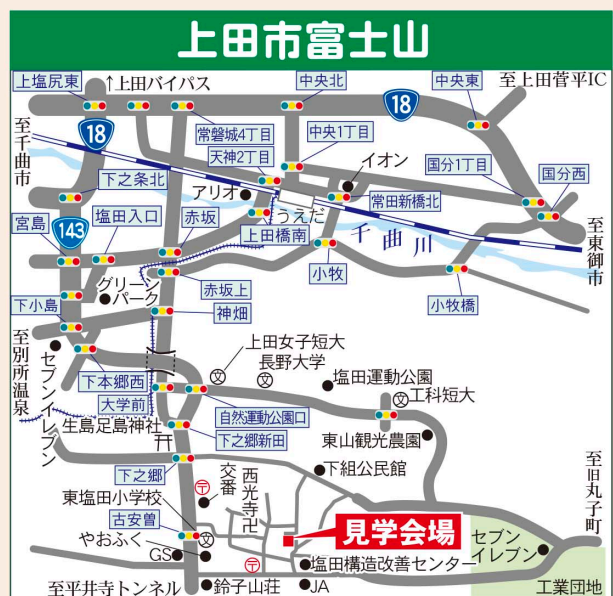 上田市富士山
上塩尻東
↑上田バイパス
中央北
中央東
至上田菅平IC
18
18
至千曲市
常磐城4丁目
中央1丁目
天神2丁目
イオン
国分1丁目
国分西
下之条北
アリオ
常田新橋北
宮島
143
塩田入口
赤坂
うえだ
上田橋南
千曲川
至東御市
小牧
小牧橋
グリーン
パーク
赤坂上
下小島
神畑
至別所温泉
セブンイレブン
下本郷西
大学前
上田女子短大
長野大学
塩田運動公園
工科短大
自然運動公園口
生島足島神社
下之郷新田
東山観光農園
下之郷
交番
西光寺
下組公民館
至旧丸子町
東塩田小学校
古安曽
見学会場
やおふく
GS
塩田構造改善センター
セブン
イレブン
至平井寺トンネル
鈴子山荘
JA
工業団地